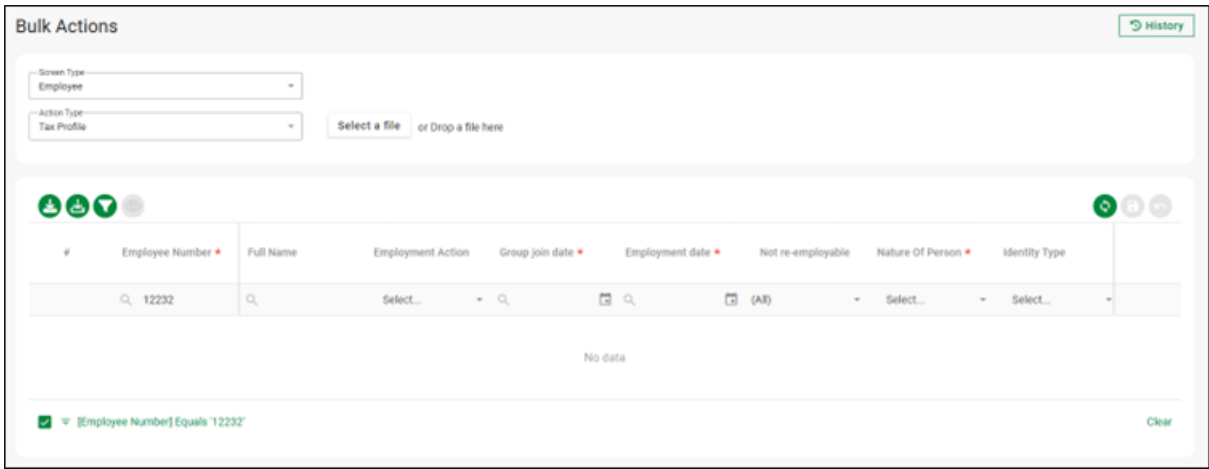 Bulk Actions
History
Screen Type
Employee
Action Type
Tax Profile
Select a file or Drop a file here
# Employee Number * Full Name Employment Action Group join date * Employment date * Not re-employable Nature Of Person * Identity Type
12232 Select... (All) Select... Select...
No data
[Employee Number] Equals '12232'
Clear